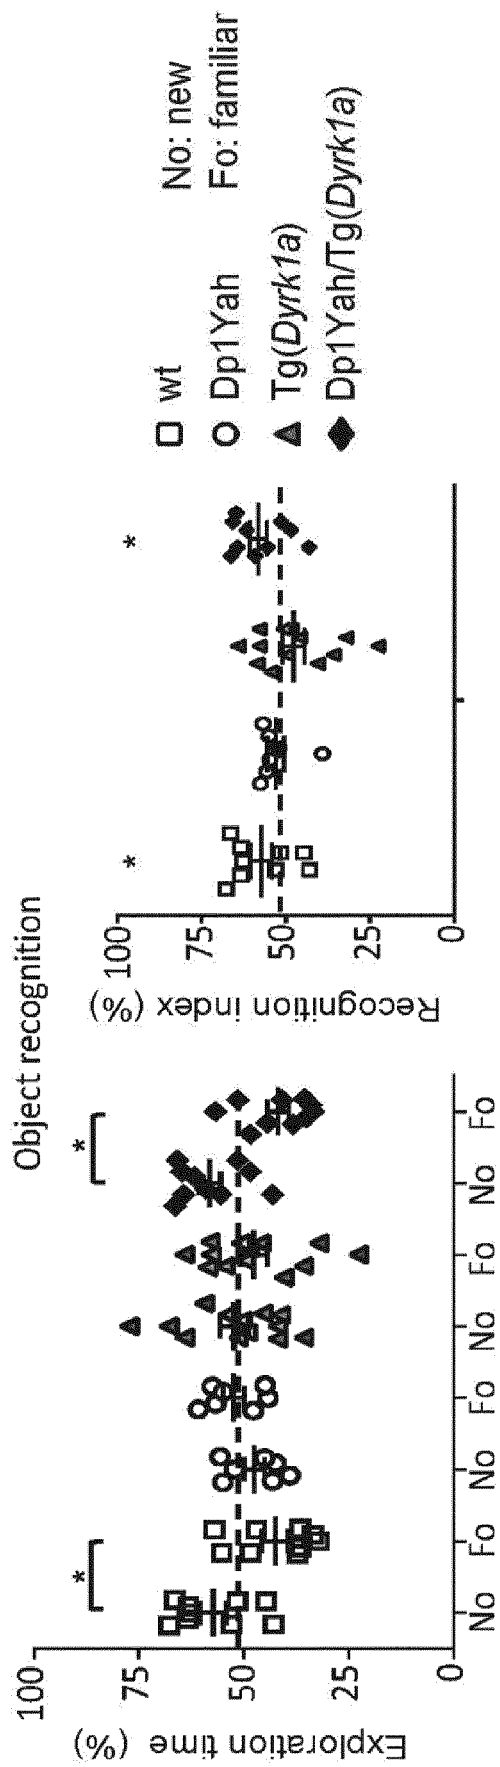 Object recognition
Exploration time (%)
100
75
50
25
0
*
*
No Fo No Fo No Fo No Fo
Recognition index (%)
100
75
50
25
0
*
*
wt
Dp1Yah
Tg(Dyrk1a)
Dp1Yah/Tg(Dyrk1a)
No: new
Fo: familiar